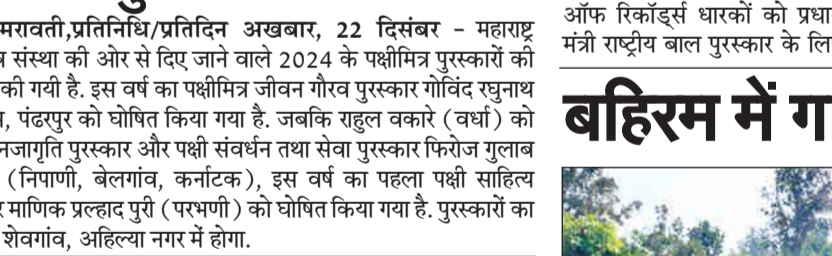 मरावती,प्रतिनिधि/प्रतिदिन अखबार, 22 दिसंबर - महाराष्ट्र
संस्था की ओर से दिए जाने वाले 2024 के पक्षीमित्र पुरस्कारों की
की गयी है. इस वर्ष का पक्षीमित्र जीवन गौरव पुरस्कार गोविंद रघुनाथ
, पंढरपुर को घोषित किया गया है. जबकि राहुल वकारे (वर्धा) को
नजागृति पुरस्कार और पक्षी संवर्धन तथा सेवा पुरस्कार फिरोज गुलाब
(निपाणी, बेलगांव, कर्नाटक), इस वर्ष का पहला पक्षी साहित्य
माणिक प्रल्हाद पुरी (परभणी) को घोषित किया गया है. पुरस्कारों का
शेवगांव, अहिल्या नगर में होगा.
ऑफ रिकॉर्ड्स धारकों को प्रधा
मंत्री राष्ट्रीय बाल पुरस्कार के लि
बहिरम में ग